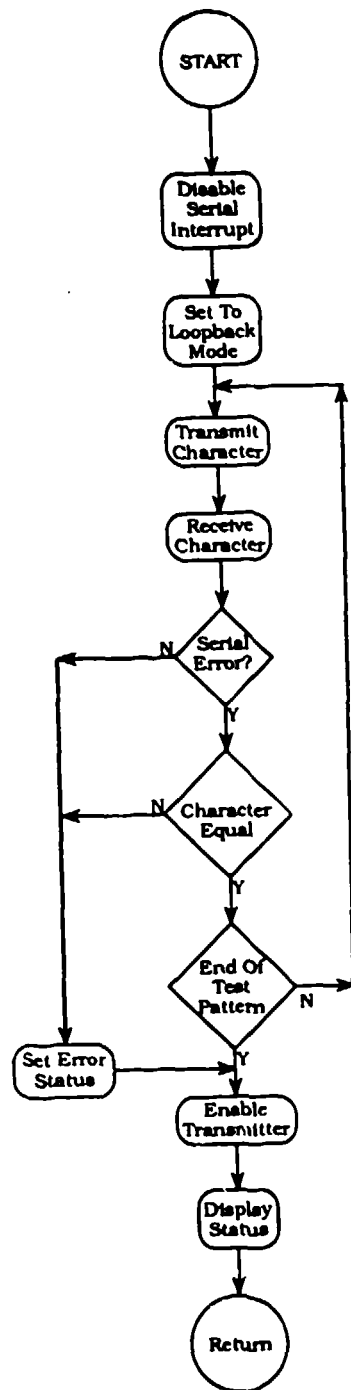 START
Disable
Serial
Interrupt
Set To
Loopback
Mode
Transmit
Character
Receive
Character
Serial
Error?
N
Y
Character
Equal
N
Y
End Of
Test
Pattern
N
Y
Set Error
Status
Enable
Transmitter
Display
Status
Return